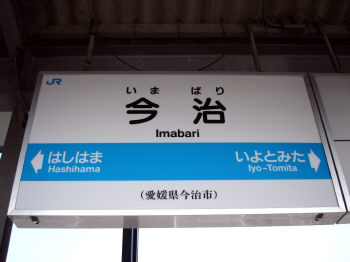 JR
いまばり
今治
Imabari
はしはま いよとみた
Hashihama Iyo-Tomita
(愛媛県今治市)